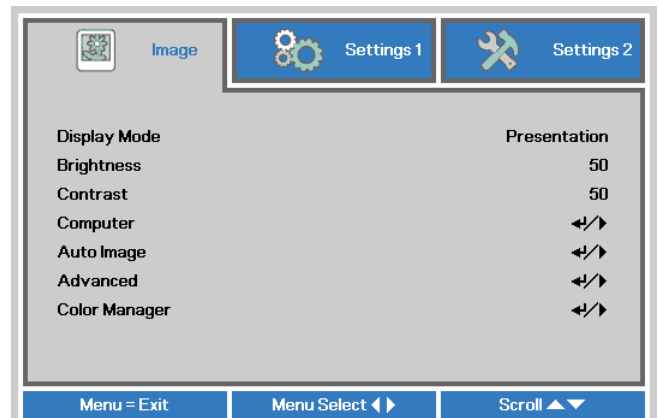 Image Settings 1 Settings 2
Display Mode Presentation
Brightness 50
Contrast 50
Computer ↵/▶
Auto Image ↵/▶
Advanced ↵/▶
Color Manager ↵/▶
Menu = Exit Menu Select ◀▶ Scroll ▲▼